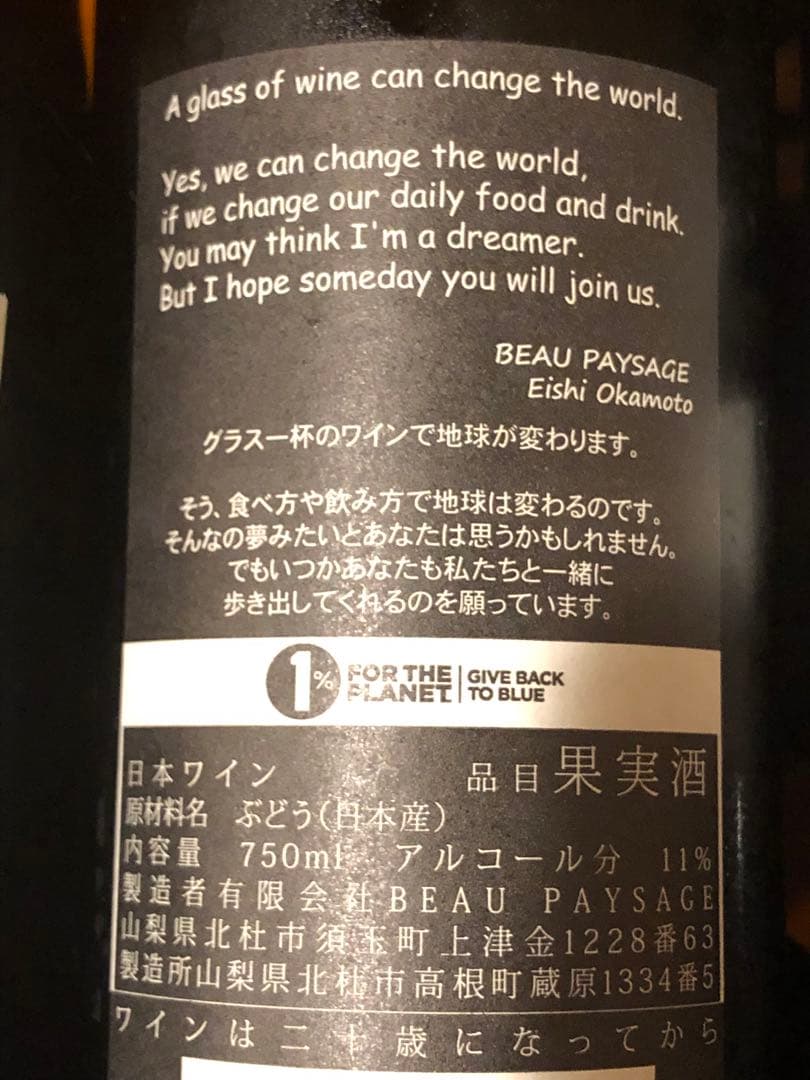 A glass of wine can change the world.
Yes, we can change the world,
if we change our daily food and drink.
You may think I'm a dreamer.
But I hope someday you will join us.
BEAU PAYSAGE
Eishi Okamoto
グラス一杯のワインで地球が変わります。
そう、食べ方や飲み方で地球は変わるのです。
そんなの夢みたいとあなたは思うかもしれません。
でもいつかあなたも私たちと一緒に
歩き出してくれるのを願っています。
1% FOR THE PLANET | GIVE BACK TO BLUE
日本ワイン 品目 果実酒
原材料名 ぶどう(日本産)
内容量 750ml アルコール分 11%
製造者有限会社BEAU PAYSAGE
山梨県北杜市須玉町上津金1228番63
製造所山梨県北杜市高根町蔵原1334番5
ワインは二十歳になってから